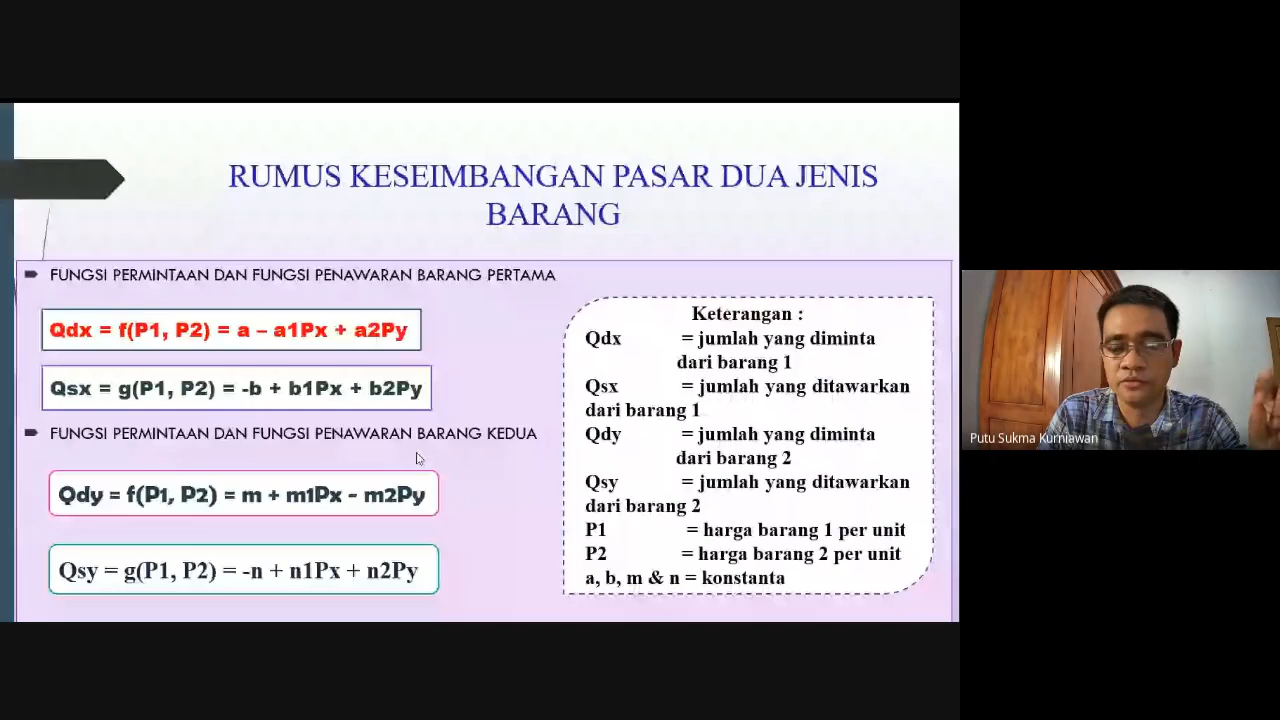 RUMUS KESEIMBANGAN PASAR DUA JENIS
BARANG
FUNGSI PERMINTAAN DAN FUNGSI PENAWARAN BARANG PERTAMA
Qdx = f(P1, P2) = a – a1Px + a2Py
Qsx = g(P1, P2) = -b + b1Px + b2Py
FUNGSI PERMINTAAN DAN FUNGSI PENAWARAN BARANG KEDUA
Qdy = f(P1, P2) = m + m1Px - m2Py
Qsy = g(P1, P2) = -n + n1Px + n2Py
Keterangan :
Qdx = jumlah yang diminta
dari barang 1
Qsx = jumlah yang ditawarkan
dari barang 1
Qdy = jumlah yang diminta
dari barang 2
Qsy = jumlah yang ditawarkan
dari barang 2
P1 = harga barang 1 per unit
P2 = harga barang 2 per unit
a, b, m & n = konstanta
Putu Sukma Kurniawan